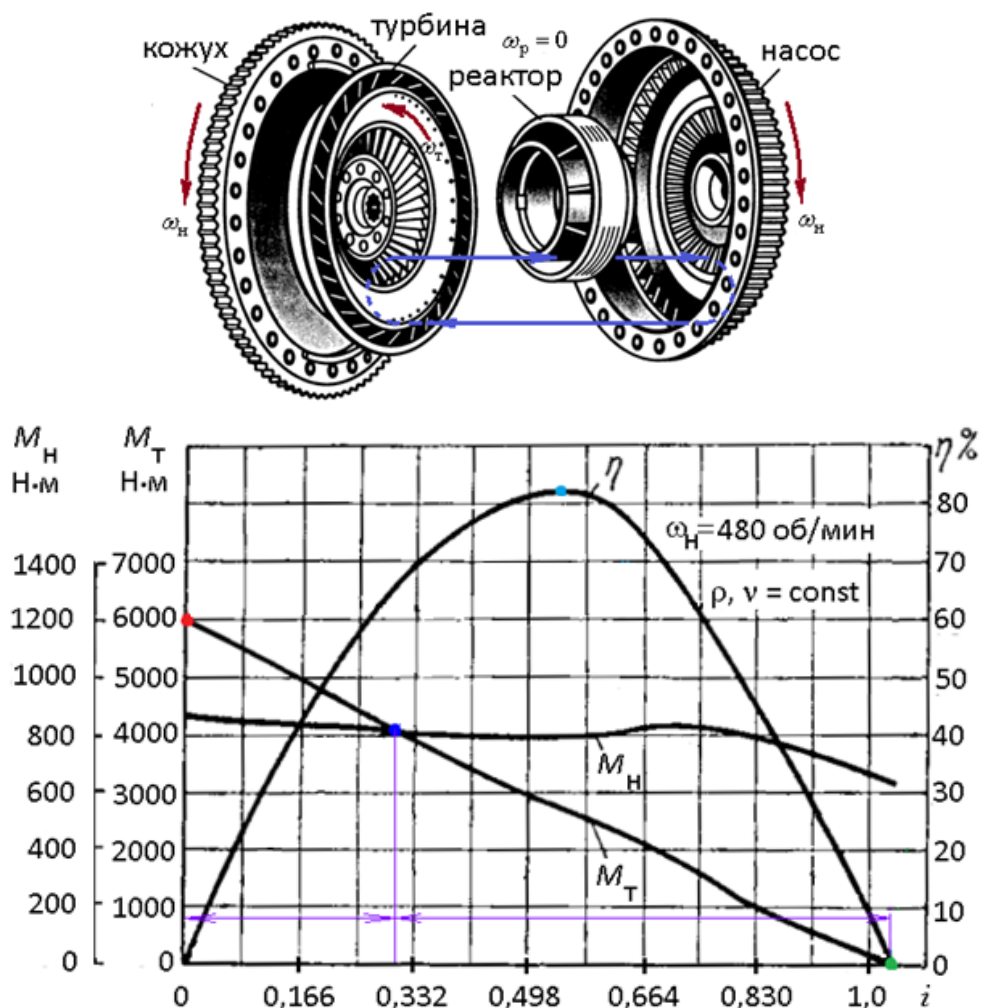 турбина
кожух
ω_р = 0
реактор
насос
ω_т
ω_н
ω_н
M_Н
Н·м
M_Т
Н·м
η%
η
80
ω_Н=480 об/мин
1400
7000
70
ρ, ν = const
1200
6000
60
1000
5000
50
800
4000
40
M_Н
600
3000
30
400
2000
20
M_Т
200
1000
10
0
0
0
0
0,166
0,332
0,498
0,664
0,830
1,0
i